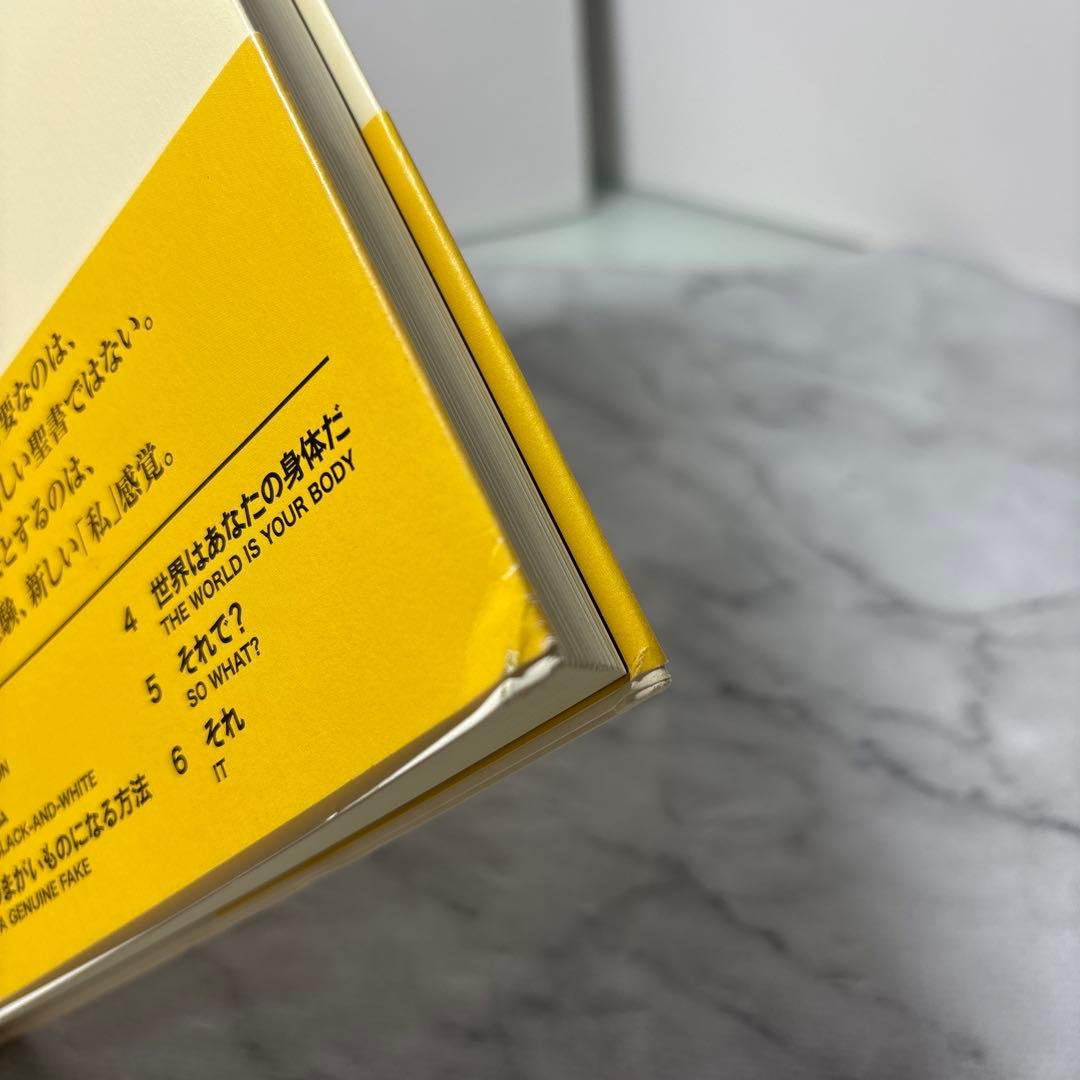 要なのは、
しい聖書ではない。
とするのは、
験、新しい「私」感覚。
4 世界はあなたの身体だ
THE WORLD IS YOUR BODY
5 それで?
SO WHAT?
6 それ
IT
ON
LACK-AND-WHITE
まがいものになる方法
A GENUINE FAKE